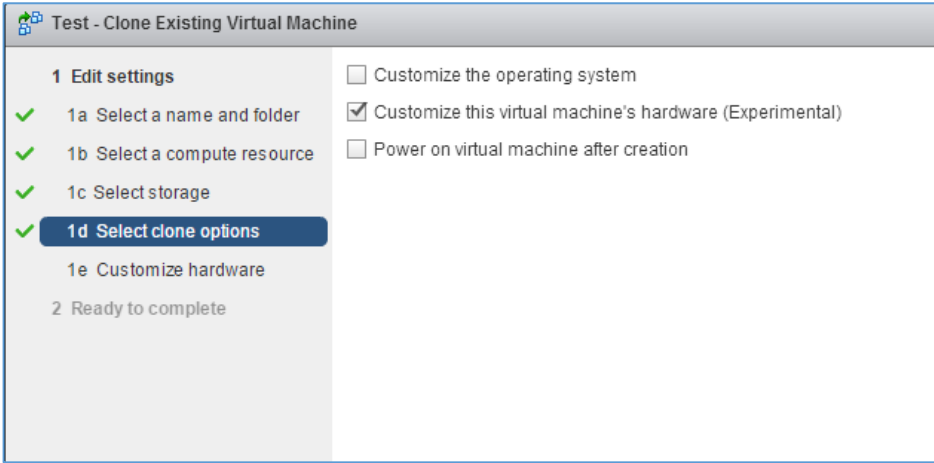 Test - Clone Existing Virtual Machine
1 Edit settings
1a Select a name and folder
1b Select a compute resource
1c Select storage
1d Select clone options
1e Customize hardware
2 Ready to complete
Customize the operating system
Customize this virtual machine's hardware (Experimental)
Power on virtual machine after creation